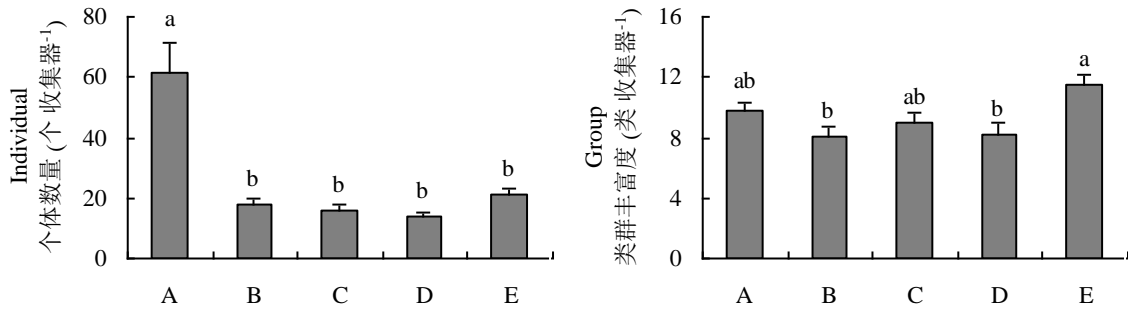 Individual
个体数量 (个 收集器-1)
80
60
40
20
0
a
b
b
b
b
A B C D E
Group
类群丰富度 (类 收集器-1)
16
12
8
4
0
ab
b
ab
b
a
A B C D E